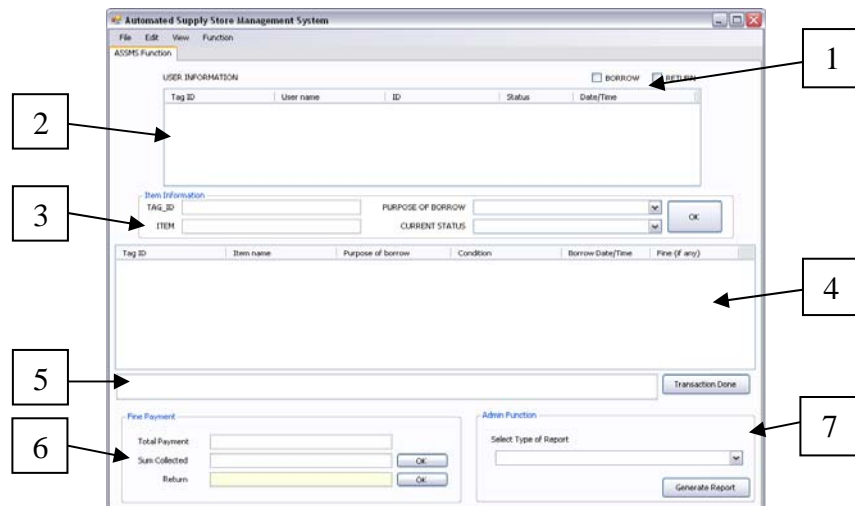 Automated Supply Store Management System
File Edit View Function
ASSMS Function
USER INFORMATION BORROW RETURN
1
Tag ID User name ID Status Date/Time
2
Item Information
TAG_ID PURPOSE OF BORROW
OK
3
ITEM CURRENT STATUS
Tag ID Item name Purpose of borrow Condition Borrow Date/Time Fine (if any)
4
5
Transaction Done
Fine Payment Admin Function
7
Total Payment Select Type of Report
6
Sum Collected OK
Return OK
Generate Report